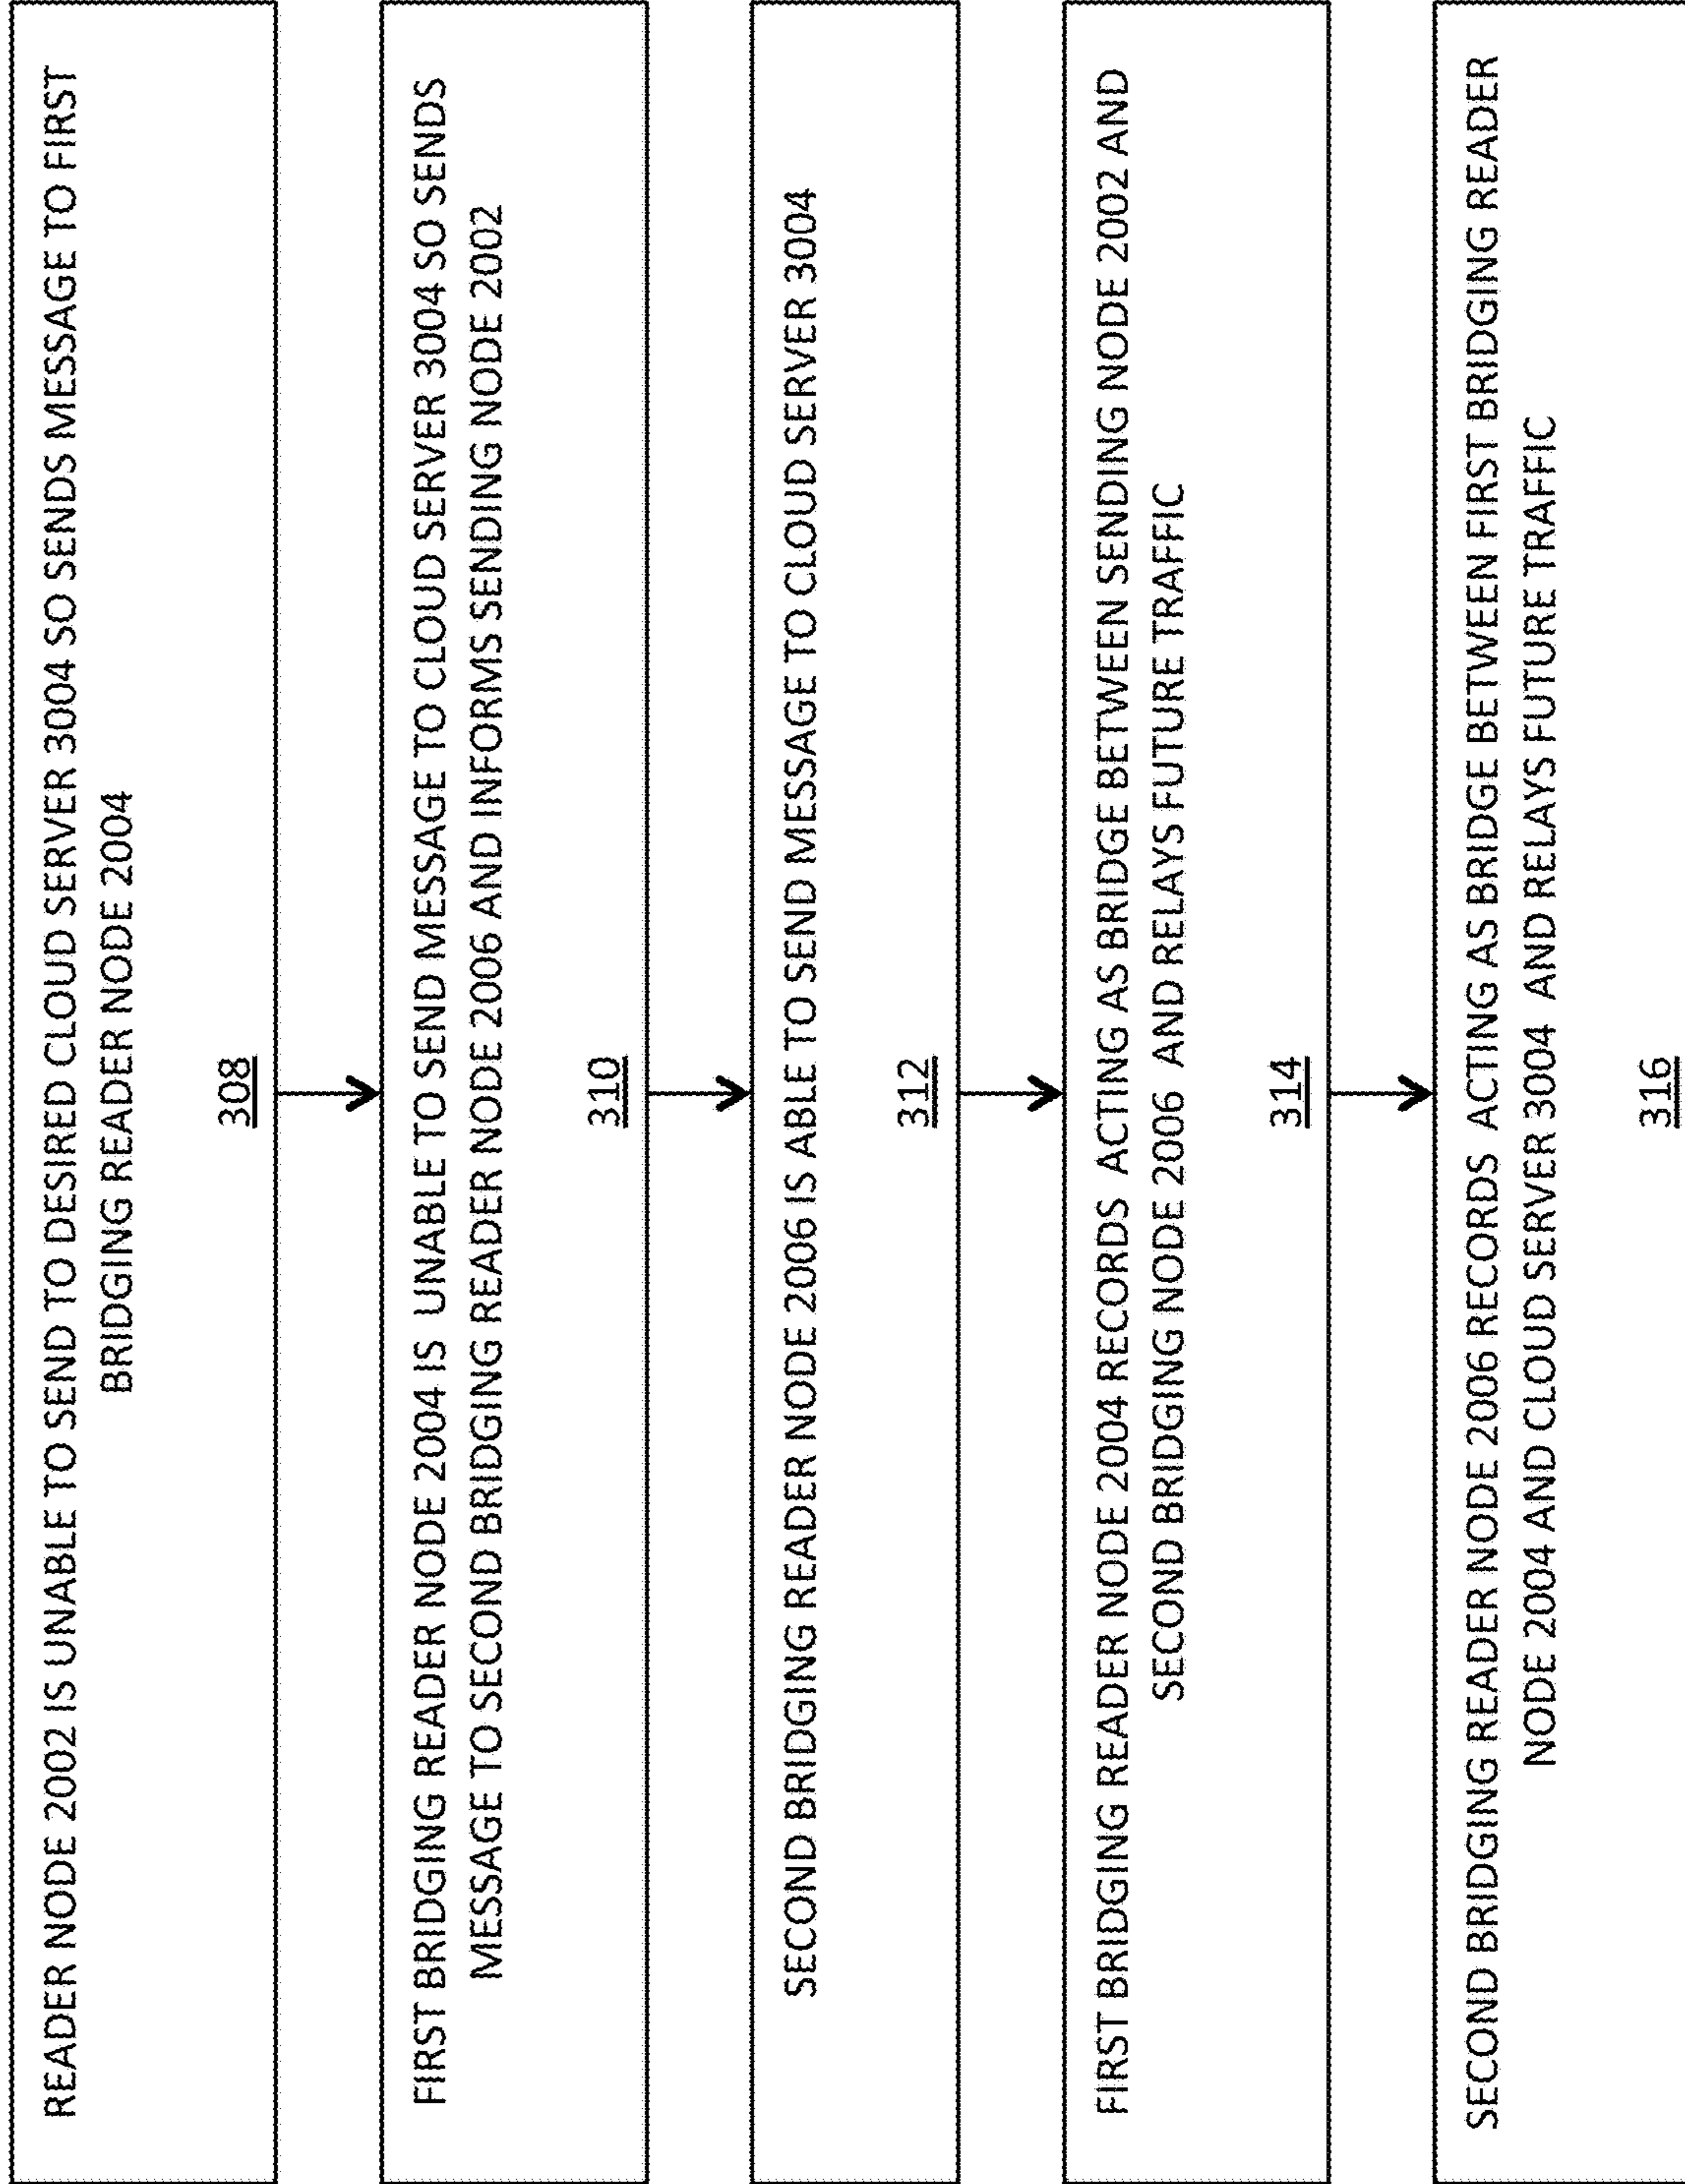 READER NODE 2002 IS UNABLE TO SEND TO DESIRED CLOUD SERVER 3004 SO SENDS MESSAGE TO FIRST
BRIDGING READER NODE 2004
308
FIRST BRIDGING READER NODE 2004 IS UNABLE TO SEND MESSAGE TO CLOUD SERVER 3004 SO SENDS
MESSAGE TO SECOND BRIDGING READER NODE 2006 AND INFORMS SENDING NODE 2002
310
SECOND BRIDGING READER NODE 2006 IS ABLE TO SEND MESSAGE TO CLOUD SERVER 3004
312
FIRST BRIDGING READER NODE 2004 RECORDS ACTING AS BRIDGE BETWEEN SENDING NODE 2002 AND
SECOND BRIDGING NODE 2006 AND RELAYS FUTURE TRAFFIC
314
SECOND BRIDGING READER NODE 2006 RECORDS ACTING AS BRIDGE BETWEEN FIRST BRIDGING READER
NODE 2004 AND CLOUD SERVER 3004 AND RELAYS FUTURE TRAFFIC
316